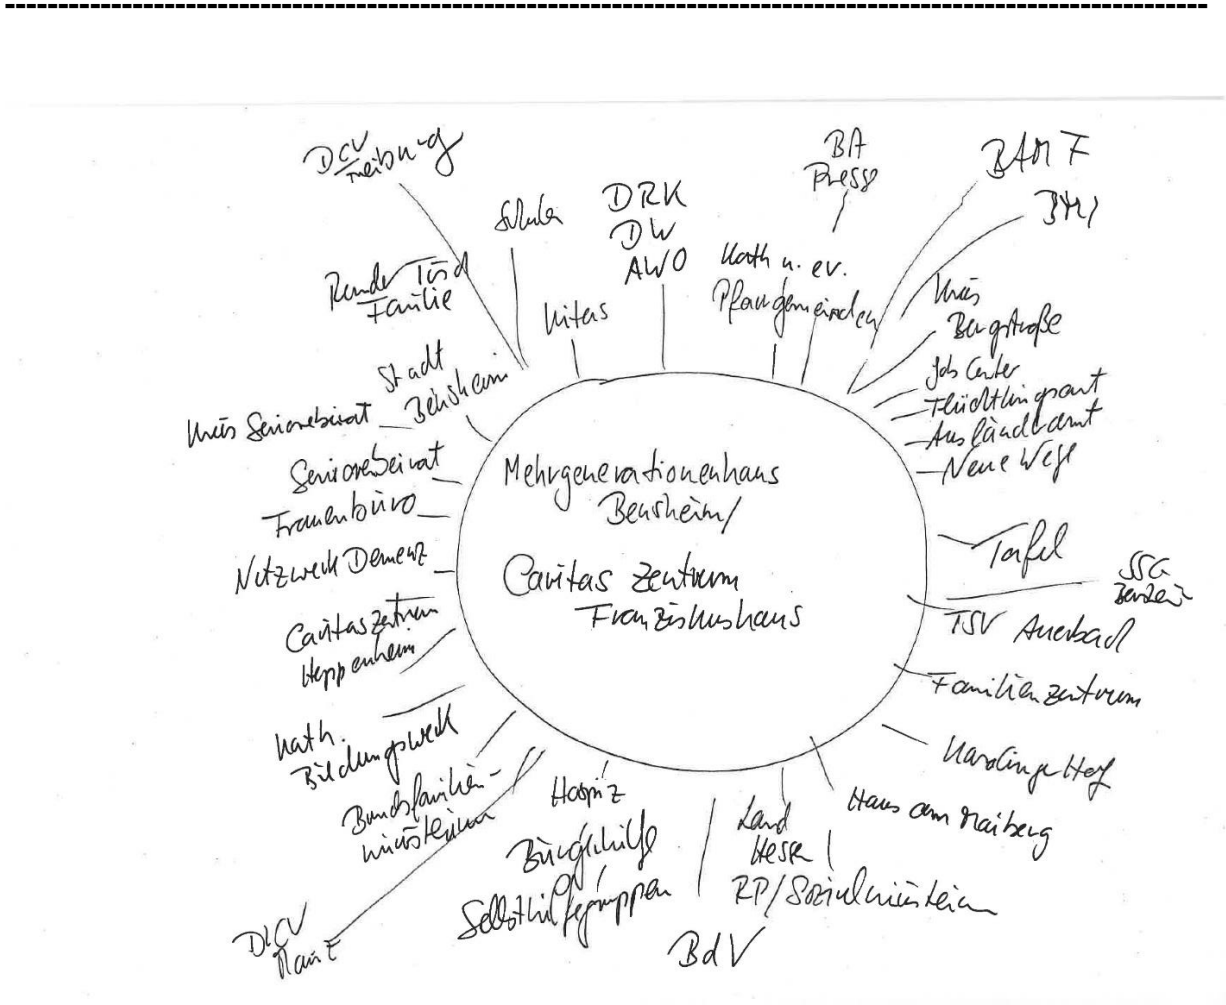 DCV
Freiburg
Schulen
DRK
DW
AWO
BA
Presse
BAMF
BMI
Runder Tisch
Familie
Kitas
Kath u. ev.
Pfarrgemeinden
Kreis
Bergstraße
Job Center
Flüchtlingsamt
Ausländeramt
Neue Wege
Stadt
Bensheim
Kreis Seniorenbeirat
Seniorenbeirat
Frauenbüro
Netzwerk Demenz
Caritaszentrum
Heppenheim
Mehrgenerationenhaus
Bensheim/
Caritas Zentrum
Franziskushaus
Tafel
SSG
Bensheim
TSV Auerbach
Familienzentrum
Karolinger Hof
Haus am Maiberg
Kath.
Bildungswerk
Bundesfamilien-
ministerium
Hospiz
Bürgerhilfe
Selbsthilfegruppen
Land
Hessen
RP/Sozialministerium
BdV
DiCV
Mainz